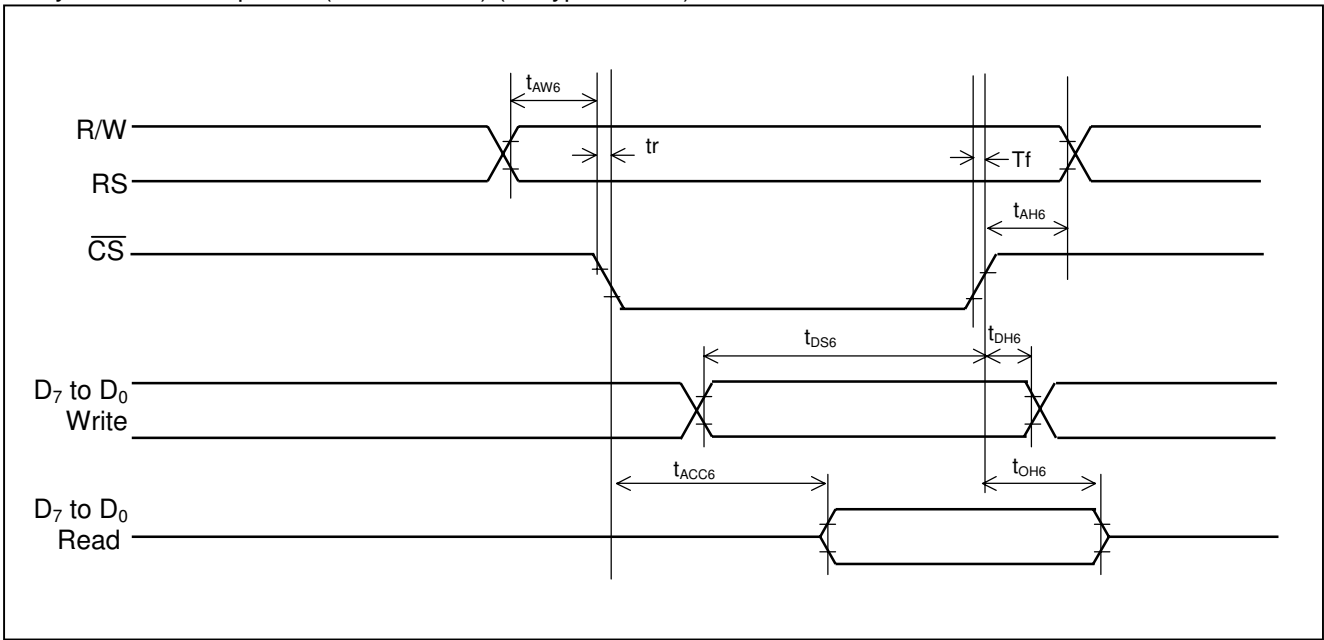 tAW6
R/W
tr
Tf
RS
tAH6
CS
tDS6
tDH6
D7 to D0
Write
tACC6
tOH6
D7 to D0
Read